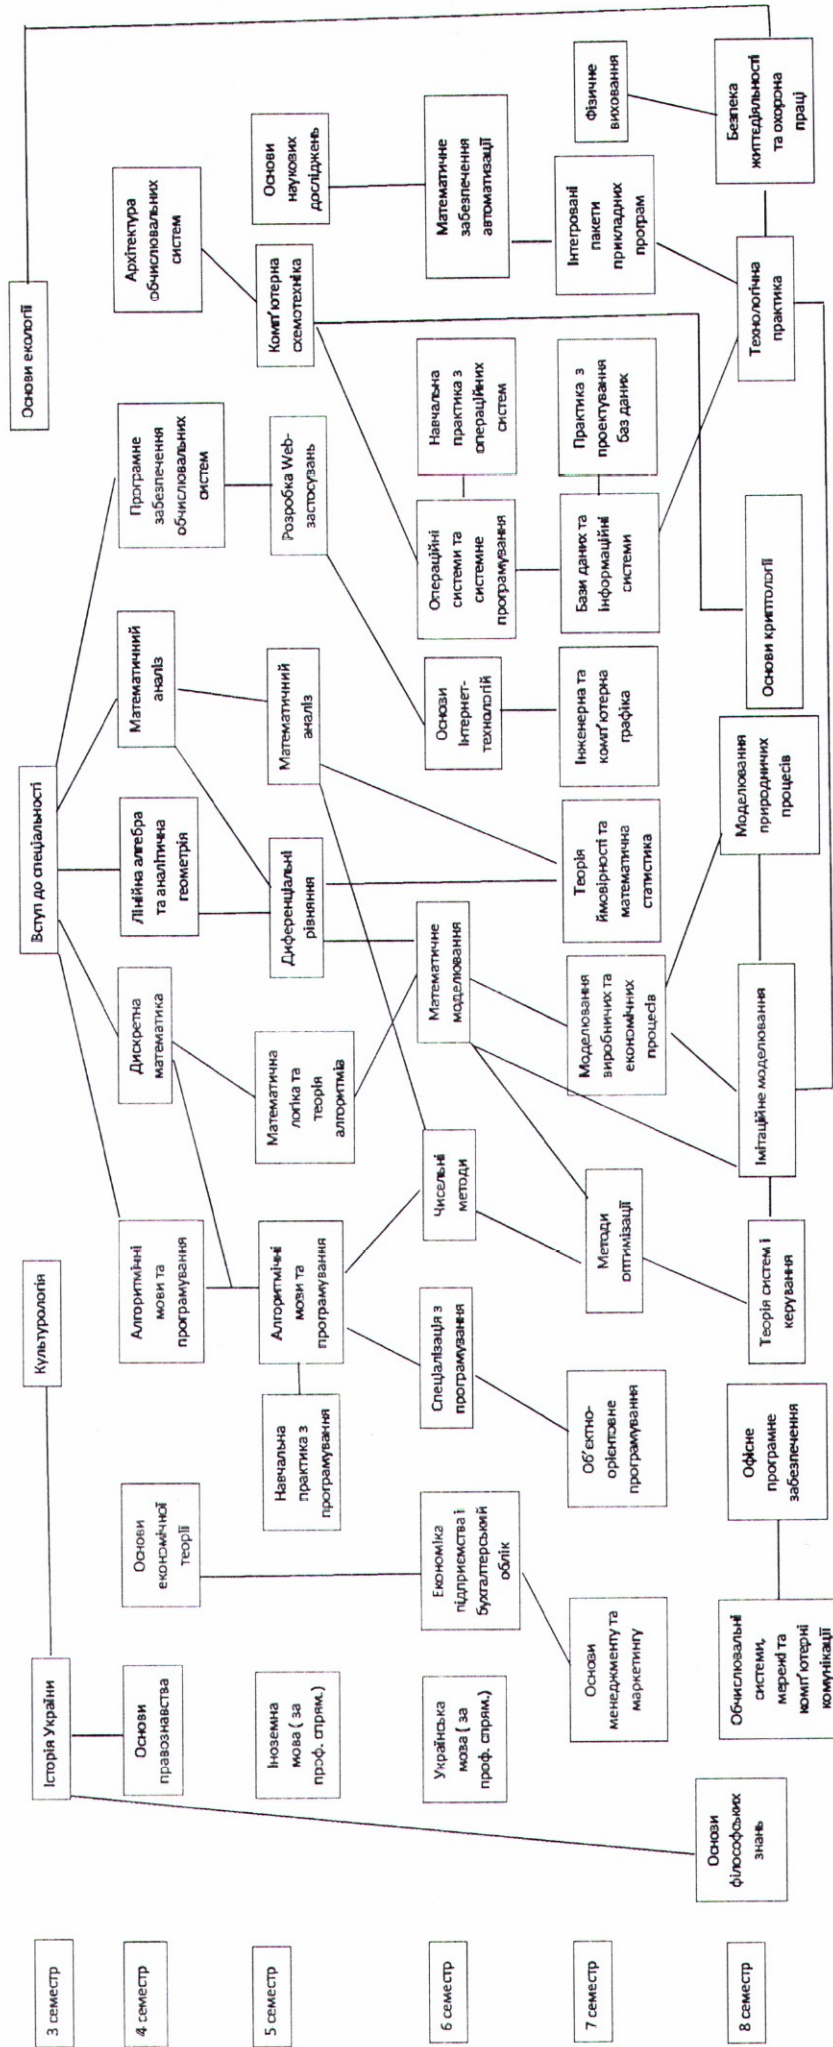 3 семестр
Історія України
Культурологія
Вступ до спеціальності
Основи екології
4 семестр
Основи
правознавства
Основи
економічної
теорії
Алгоритмічні
мови та
програмування
Дискретна
математика
Лінійна алгебра
та аналітична
геометрія
Математичний
аналіз
Програмне
забезпечення
обчислювальних
систем
Архітектура
обчислювальних
систем
5 семестр
Іноземна
мова ( за
проф. спрям.)
Навчальна
практика з
програмування
Алгоритмічні
мови та
програмування
Математична
логіка та
теорія
алгоритмів
Диференціальні
рівняння
Математичний
аналіз
Розробка Web-
застосувань
Комп'ютерна
схемотехніка
Основи
наукових
досліджень
6 семестр
Українська
мова ( за
проф. спрям.)
Економіка
підприємства і
бухгалтерський
облік
Спеціалізація з
програмування
Чисельні
методи
Математичне
моделювання
Основи
Інтернет-
технологій
Операційні
системи та
системне
програмування
Навчальна
практика з
операційних
систем
Математичне
забезпечення
автоматизації
7 семестр
Основи
менеджменту та
маркетингу
Об'єктно-
орієнтовне
програмування
Методи
оптимізації
Моделювання
виробничих та
економічних
процесів
Теорія
ймовірності та
математична
статистика
Інженерна та
комп'ютерна
графіка
Бази даних та
Інформаційні
системи
Практика з
проектування
баз даних
Інтегровані
пакети
прикладних
програм
Фізичне
виховання
8 семестр
Основи
філософських
знань
Обчислювальні
системи,
мережі та
комп'ютерні
комунікації
Офісне
програмне
забезпечення
Теорія систем і
керування
Імітаційне моделювання
Моделювання
природничих
процесів
Основи криптології
Технологічна
практика
Безпека
життєдіяльності
та охорона
праці